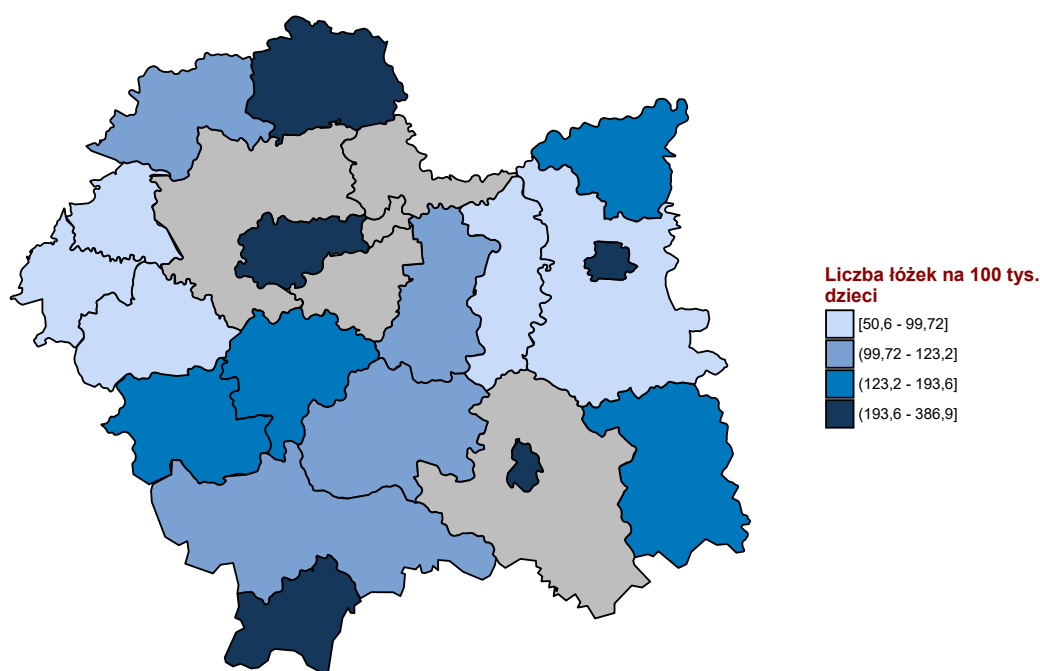 Liczba łóżek na 100 tys.
dzieci
[50,6 - 99,72]
(99,72 - 123,2]
(123,2 - 193,6]
(193,6 - 386,9]